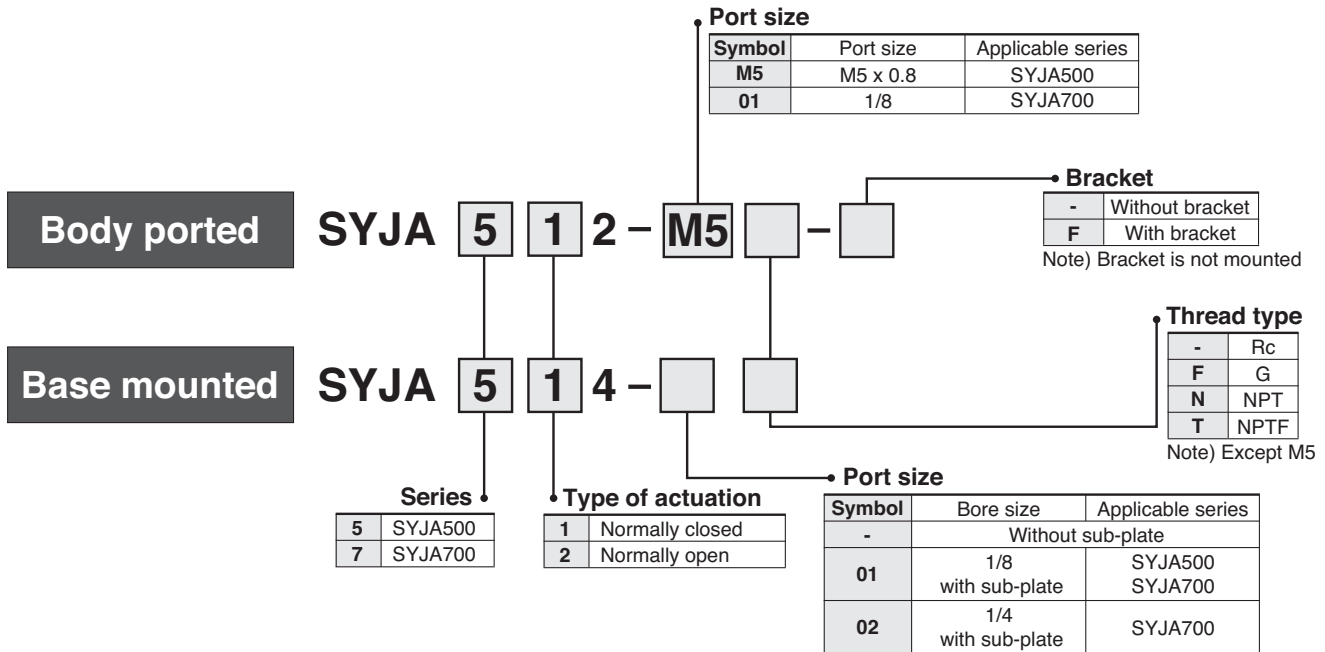 Port size
Symbol Port size Applicable series
M5 M5 x 0.8 SYJA500
01 1/8 SYJA700
Body ported SYJA 5 1 2 – M5 –
Bracket
- Without bracket
F With bracket
Note) Bracket is not mounted
Base mounted SYJA 5 1 4 –
Thread type
- Rc
F G
N NPT
T NPTF
Note) Except M5
Series
5 SYJA500
7 SYJA700
Type of actuation
1 Normally closed
2 Normally open
Port size
Symbol Bore size Applicable series
- Without sub-plate
01 1/8 with sub-plate SYJA500 SYJA700
02 1/4 with sub-plate SYJA700